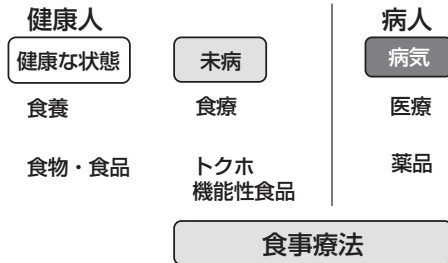 健康人 病人
健康な状態 未病 病気
食養 食療 医療
食物・食品 トクホ 薬品
機能性食品
食事療法